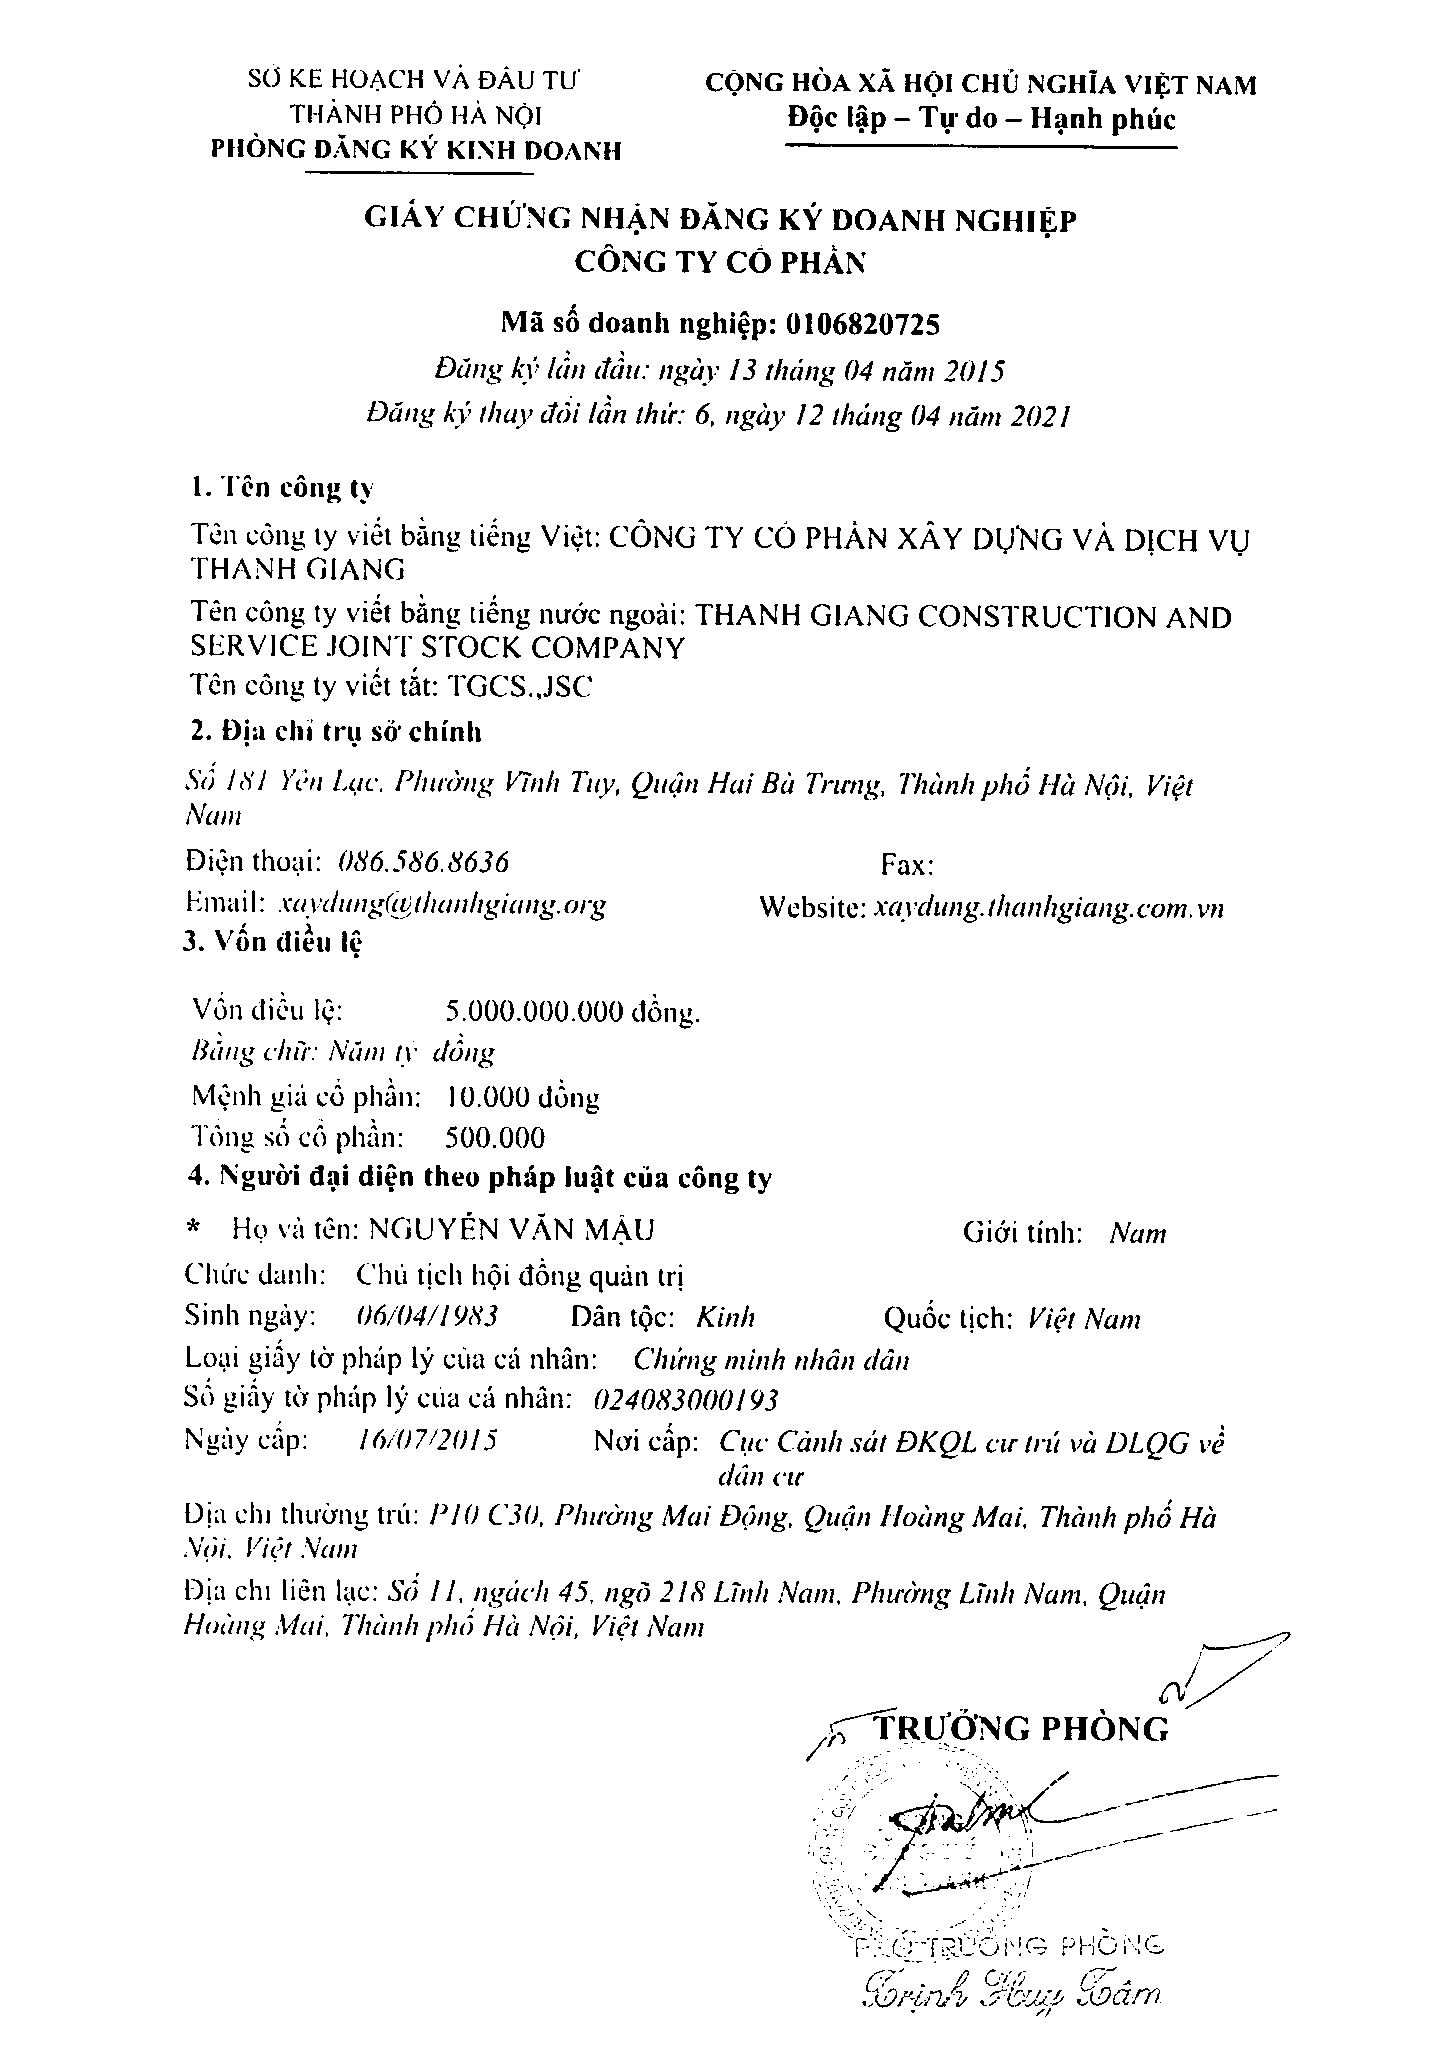 SỞ KẾ HOẠCH VÀ ĐẦU TƯ
THÀNH PHỐ HÀ NỘI
PHÒNG ĐĂNG KÝ KINH DOANH
CỘNG HÒA XÃ HỘI CHỦ NGHĨA VIỆT NAM
Độc lập – Tự do – Hạnh phúc
GIẤY CHỨNG NHẬN ĐĂNG KÝ DOANH NGHIỆP
CÔNG TY CỔ PHẦN
Mã số doanh nghiệp: 0106820725
Đăng ký lần đầu: ngày 13 tháng 04 năm 2015
Đăng ký thay đổi lần thứ: 6, ngày 12 tháng 04 năm 2021
1. Tên công ty
Tên công ty viết bằng tiếng Việt: CÔNG TY CỔ PHẦN XÂY DỰNG VÀ DỊCH VỤ
THANH GIANG
Tên công ty viết bằng tiếng nước ngoài: THANH GIANG CONSTRUCTION AND
SERVICE JOINT STOCK COMPANY
Tên công ty viết tắt: TGCS.,JSC
2. Địa chỉ trụ sở chính
Số 181 Yên Lạc, Phường Vĩnh Tuy, Quận Hai Bà Trưng, Thành phố Hà Nội, Việt
Nam
Điện thoại: 086.586.8636 Fax:
Email: xaydung@thanhgiang.org Website: xaydung.thanhgiang.com.vn
3. Vốn điều lệ
Vốn điều lệ: 5.000.000.000 đồng.
Bằng chữ: Năm tỷ đồng
Mệnh giá cổ phần: 10.000 đồng
Tổng số cổ phần: 500.000
4. Người đại diện theo pháp luật của công ty
* Họ và tên: NGUYỄN VĂN MẬU Giới tính: Nam
Chức danh: Chủ tịch hội đồng quản trị
Sinh ngày: 06/04/1983 Dân tộc: Kinh Quốc tịch: Việt Nam
Loại giấy tờ pháp lý của cá nhân: Chứng minh nhân dân
Số giấy tờ pháp lý của cá nhân: 024083000193
Ngày cấp: 16/07/2015 Nơi cấp: Cục Cảnh sát ĐKQL cư trú và DLQG về
dân cư
Địa chỉ thường trú: P10 C30, Phường Mai Động, Quận Hoàng Mai, Thành phố Hà
Nội, Việt Nam
Địa chỉ liên lạc: Số 11, ngách 45, ngõ 218 Lĩnh Nam, Phường Lĩnh Nam, Quận
Hoàng Mai, Thành phố Hà Nội, Việt Nam
TRƯỞNG PHÒNG
PHÓ TRƯỞNG PHÒNG
Trịnh Huy Tâm